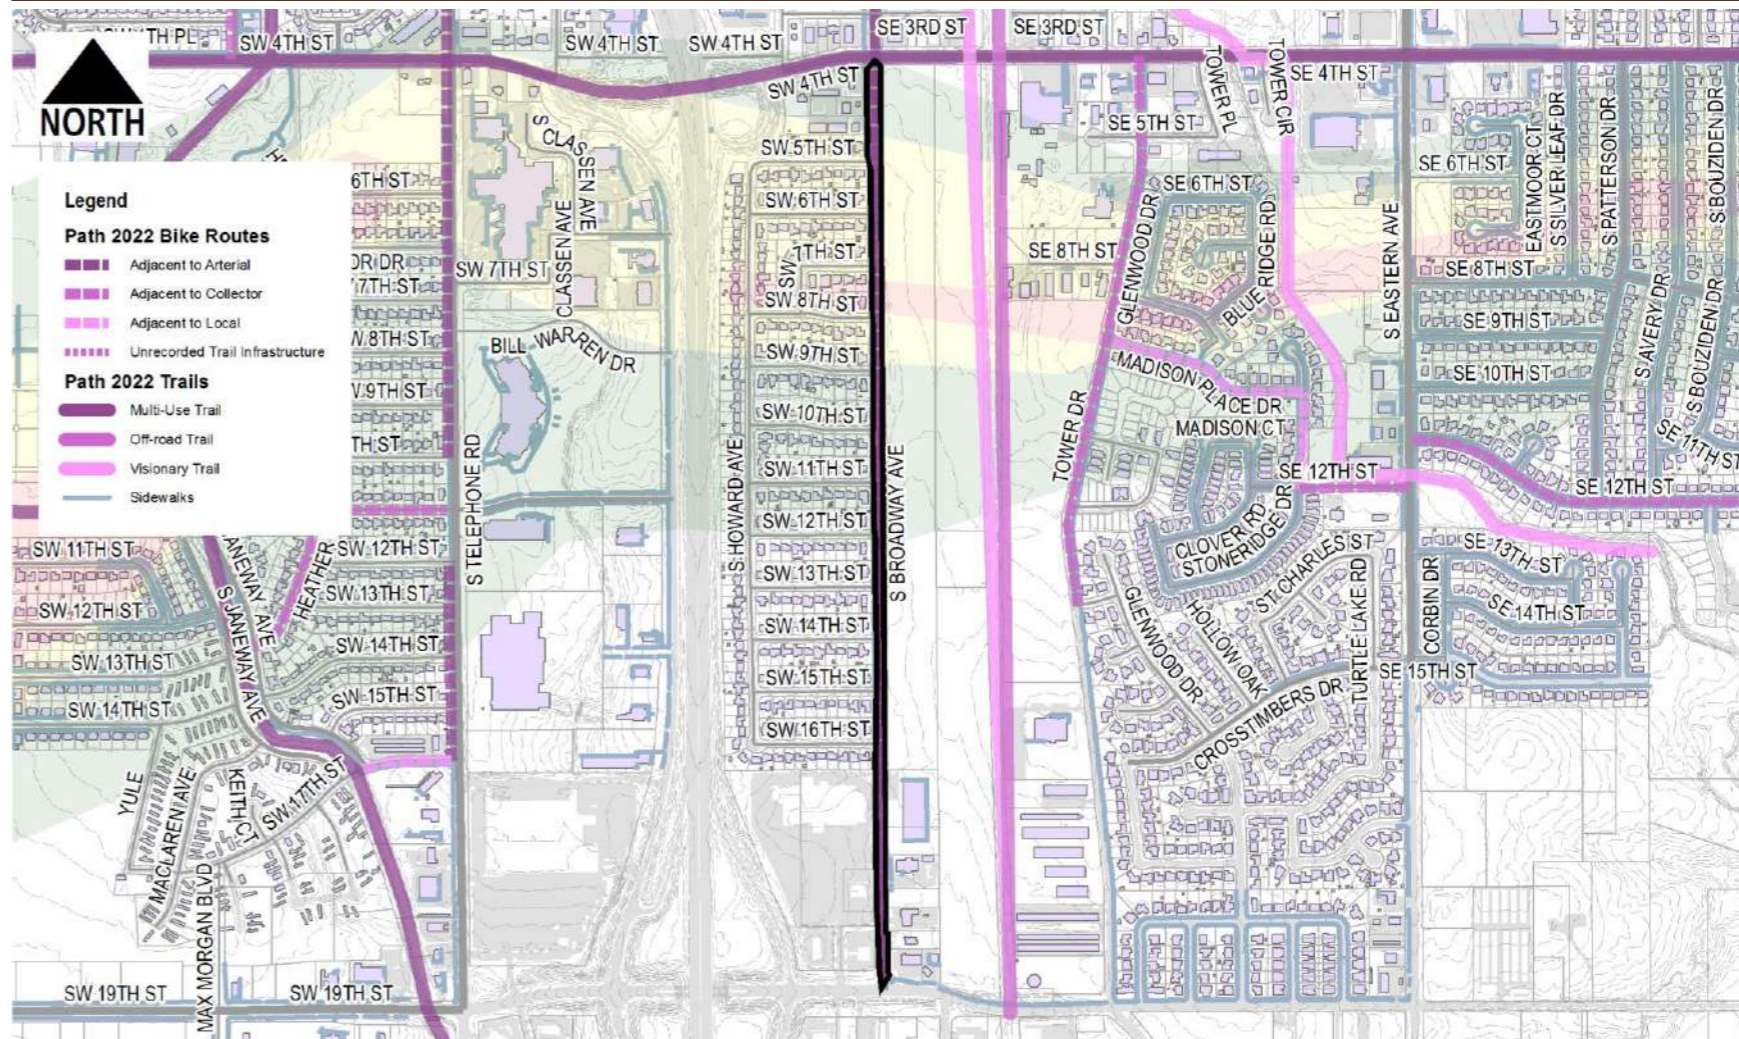 SW 4TH ST
SW 4TH ST
SW 4TH ST
SE 3RD ST
SE 3RD ST
NORTH
SW 4TH ST
TOWER PL
TOWER CIR
SE 4TH ST
S CLASSEN AVE
SE 5TH ST
SW 5TH ST
6TH ST
SE 6TH ST
SE 6TH ST
EASTMOOR CT
S SILVER LEAF DR
S PATTERSON DR
S BOUZIDEN DR
Legend
Path 2022 Bike Routes
Adjacent to Arterial
Adjacent to Collector
Adjacent to Local
Unrecorded Trail Infrastructure
Path 2022 Trails
Multi-Use Trail
Off-road Trail
Visionary Trail
Sidewalks
SW 6TH ST
CLASSEN AVE
GLENWOOD DR
BLUE RIDGE RD
S EASTERN AVE
SW 7TH ST
SW 7TH ST
SE 8TH ST
SE 8TH ST
SW 8TH ST
S AVERY DR
S BOUZIDEN DR
SE 9TH ST
BILL WARREN DR
SW 9TH ST
MADISON PLACE DR
SE 10TH ST
SW 10TH ST
MADISON CT
TOWER DR
S TELEPHONE RD
S HOWARD AVE
SW 11TH ST
S BROADWAY AVE
SE 11TH ST
SE 12TH ST
SE 12TH ST
SW 12TH ST
CLOVER RD
STONERIDGE DR
SW 11TH ST
SW 12TH ST
HEATHER
SE 13TH ST
ST CHARLES ST
SW 13TH ST
SW 13TH ST
SW 12TH ST
S JANEWAY AVE
SE 14TH ST
HOLLOW OAK
GLENWOOD DR
TURTLE LAKE RD
CORBIN DR
SW 14TH ST
SW 14TH ST
SW 13TH ST
SE 15TH ST
SW 15TH ST
SW 15TH ST
SW 14TH ST
CROSSTIMBERS DR
SW 16TH ST
YULE
MACLAREN AVE
KEITH CT
SW 17TH ST
MAX MORGAN BLVD
SW 19TH ST
SW 19TH ST